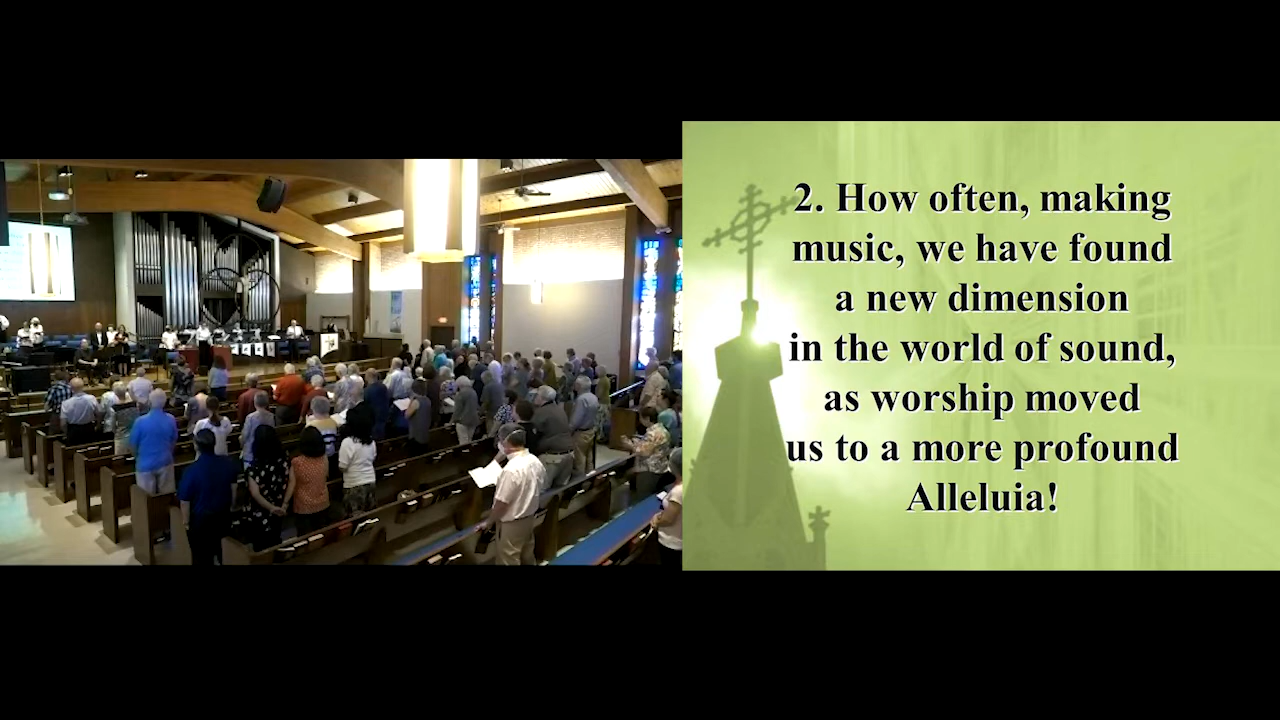 2. How often, making
music, we have found
a new dimension
in the world of sound,
as worship moved
us to a more profound
Alleluia!